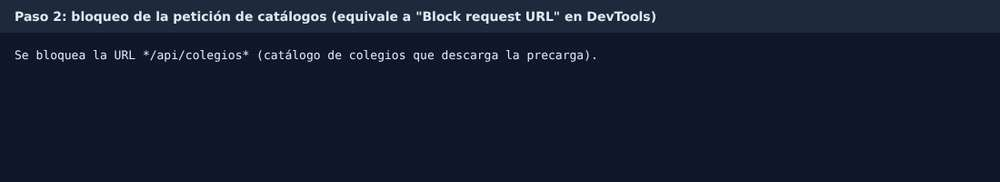 Paso 2: bloqueo de la petición de catálogos (equivale a "Block request URL" en DevTools)
Se bloquea la URL */api/colegios* (catálogo de colegios que descarga la precarga).